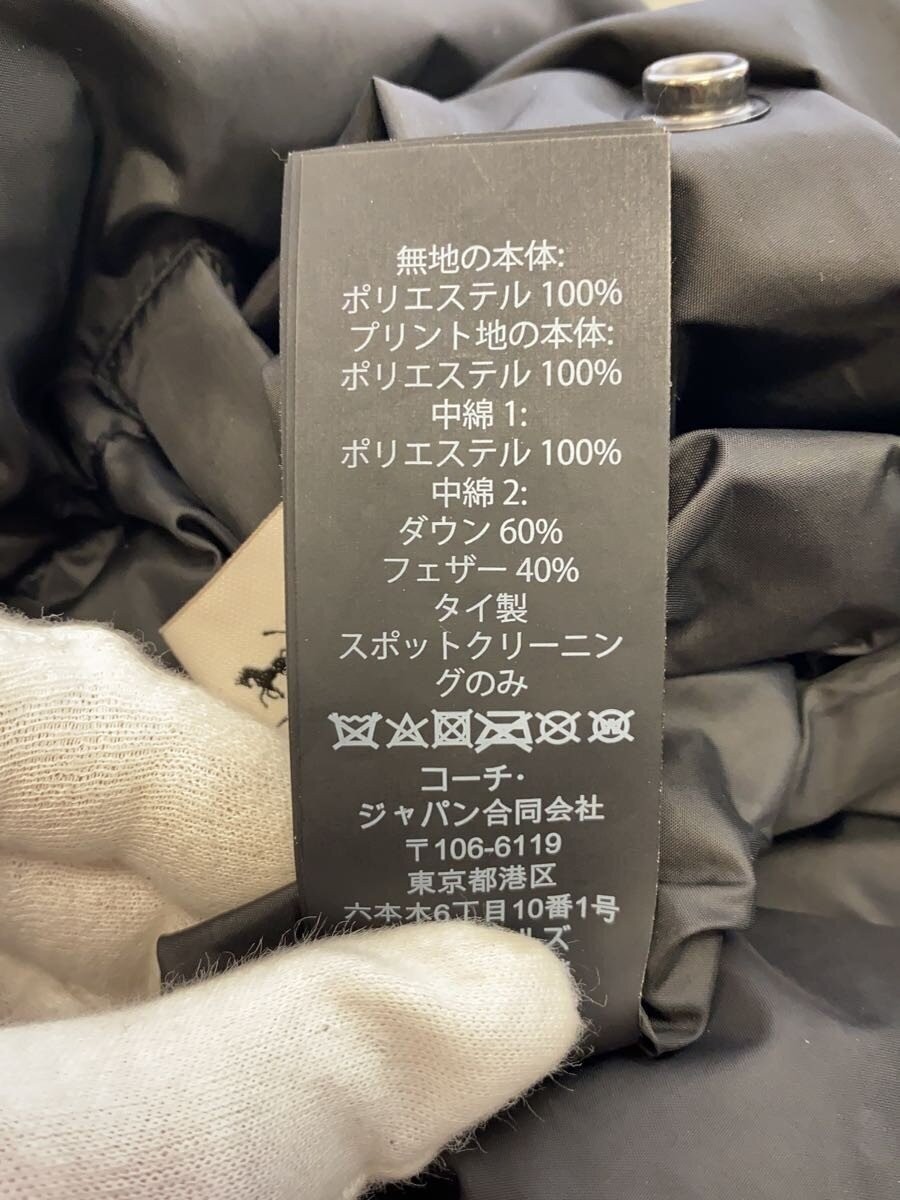 無地の本体:
ポリエステル 100%
プリント地の本体:
ポリエステル 100%
中綿 1:
ポリエステル 100%
中綿 2:
ダウン 60%
フェザー 40%
タイ製
スポットクリーニン
グのみ
コーチ・
ジャパン合同会社
〒106-6119
東京都港区
六本木6丁目10番1号
ルズ